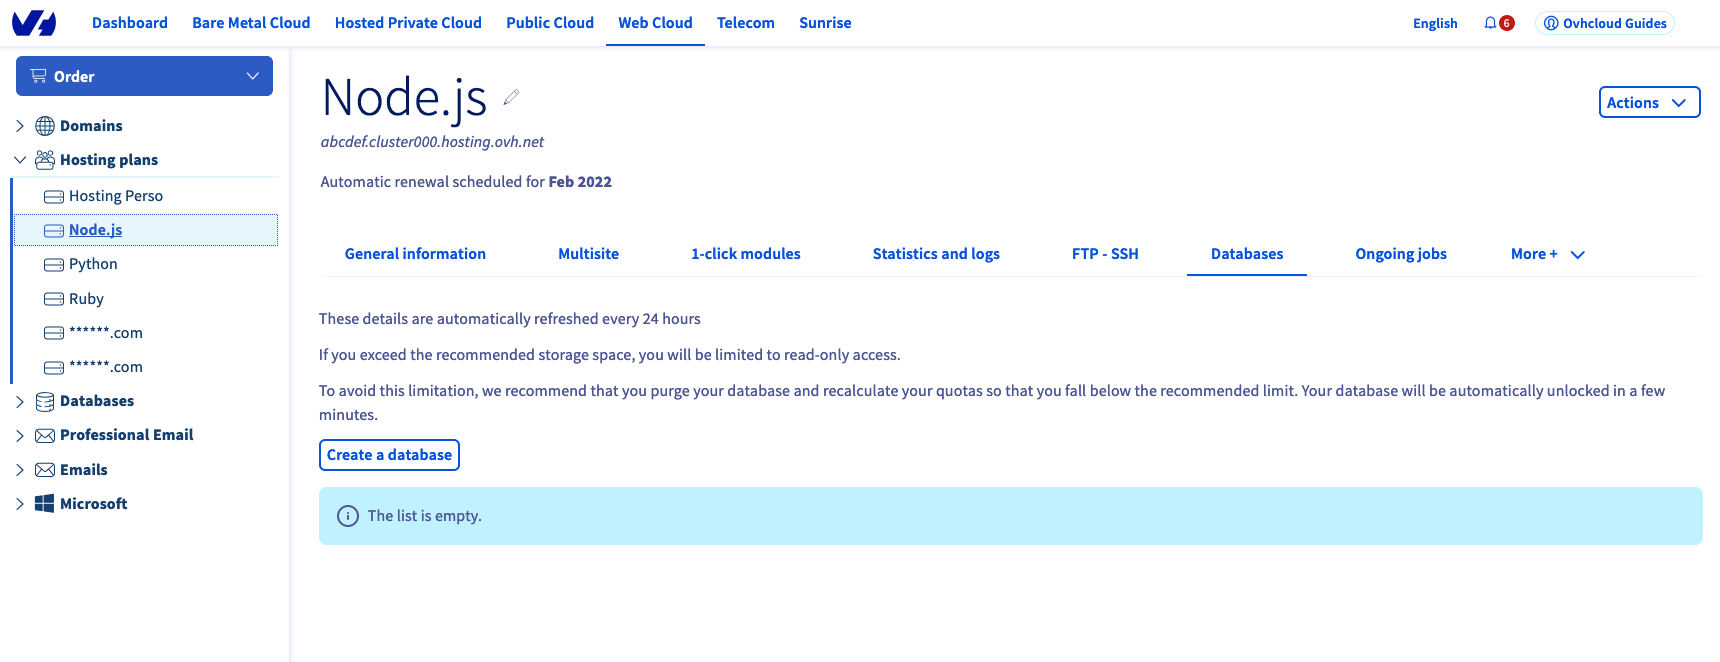 Dashboard Bare Metal Cloud Hosted Private Cloud Public Cloud Web Cloud Telecom Sunrise English 6 Ovhcloud Guides
Order
Domains
Hosting plans
Hosting Perso
Node.js
Python
Ruby
******.com
******.com
Databases
Professional Email
Emails
Microsoft
Node.js
Actions
abcdef.cluster000.hosting.ovh.net
Automatic renewal scheduled for Feb 2022
General information Multisite 1-click modules Statistics and logs FTP - SSH Databases Ongoing jobs More +
These details are automatically refreshed every 24 hours
If you exceed the recommended storage space, you will be limited to read-only access.
To avoid this limitation, we recommend that you purge your database and recalculate your quotas so that you fall below the recommended limit. Your database will be automatically unlocked in a few
minutes.
Create a database
The list is empty.